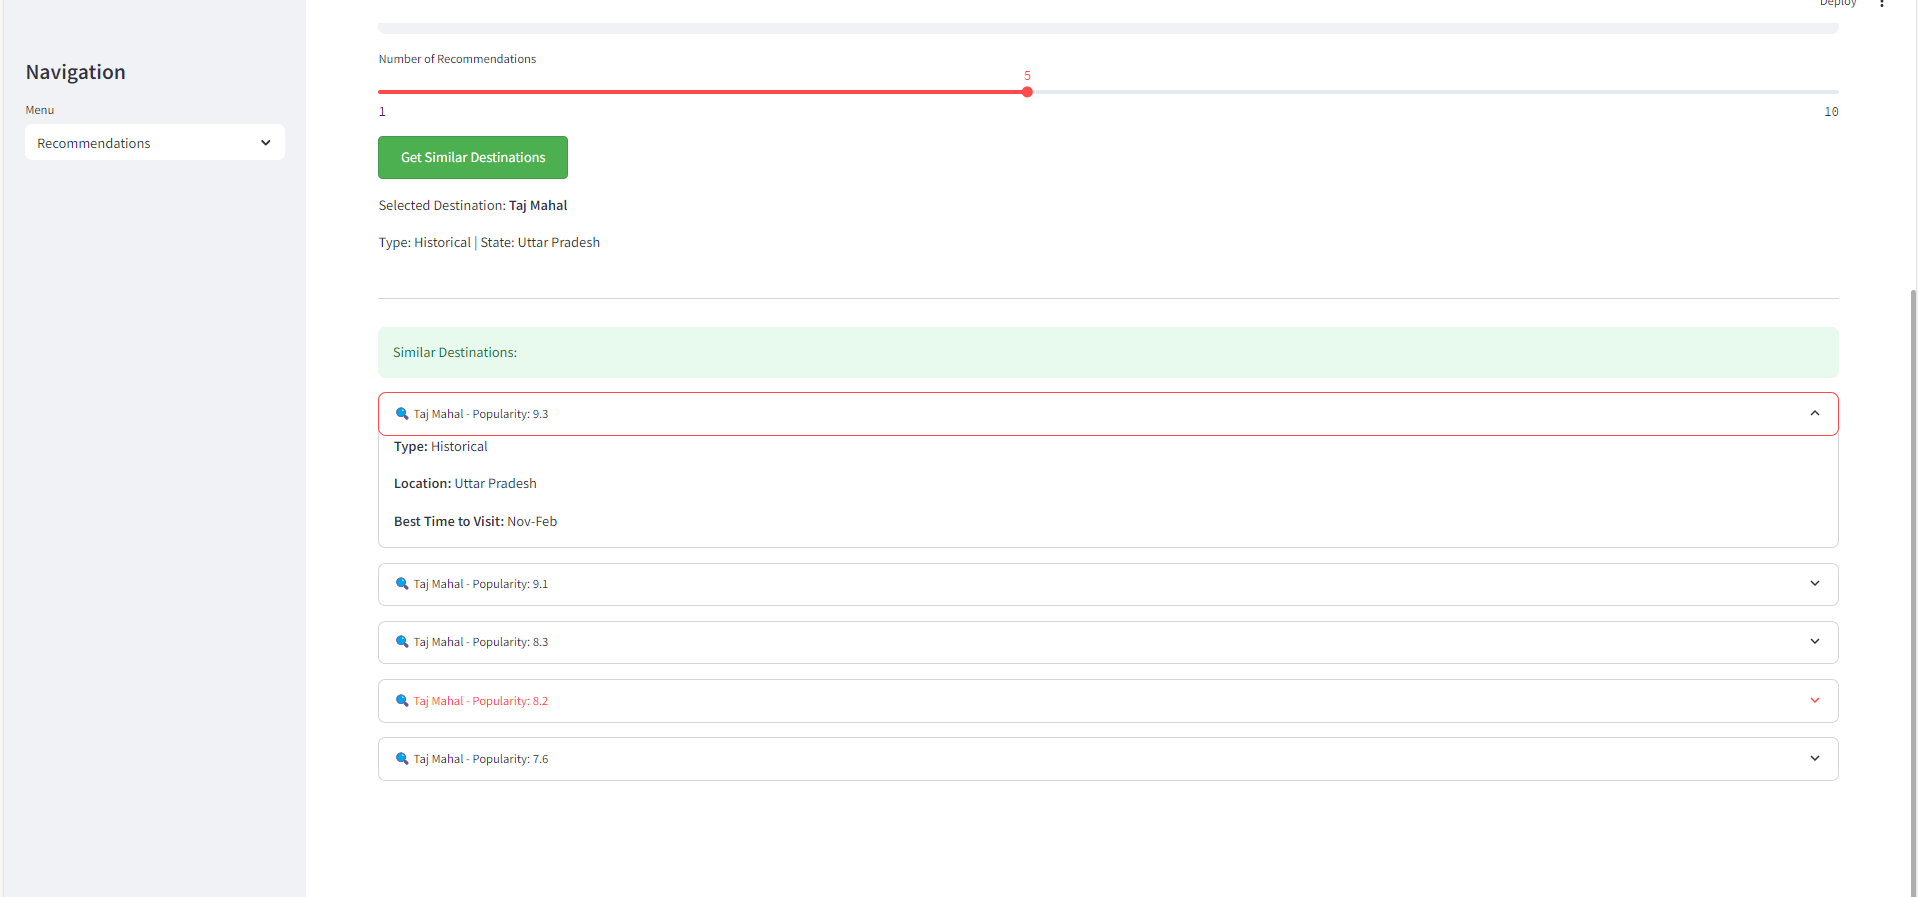 Deploy
Navigation
Menu
Recommendations
Number of Recommendations
5
1
10
Get Similar Destinations
Selected Destination: Taj Mahal
Type: Historical | State: Uttar Pradesh
Similar Destinations:
Taj Mahal - Popularity: 9.3
Type: Historical
Location: Uttar Pradesh
Best Time to Visit: Nov-Feb
Taj Mahal - Popularity: 9.1
Taj Mahal - Popularity: 8.3
Taj Mahal - Popularity: 8.2
Taj Mahal - Popularity: 7.6